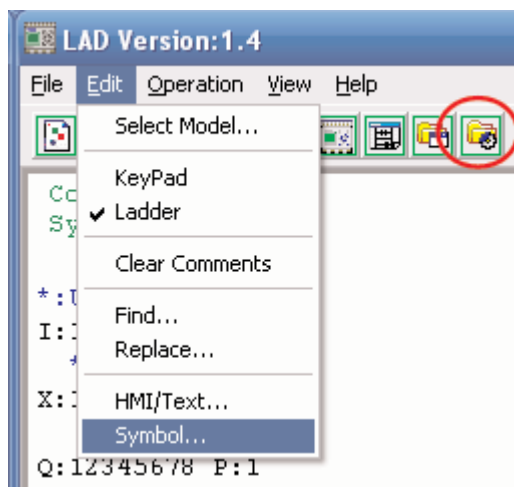 LAD Version:1.4
File Edit Operation View Help
Select Model...
KeyPad
Ladder
Clear Comments
Find...
Replace...
HMI/Text...
Symbol...
Q:12345678 P:1